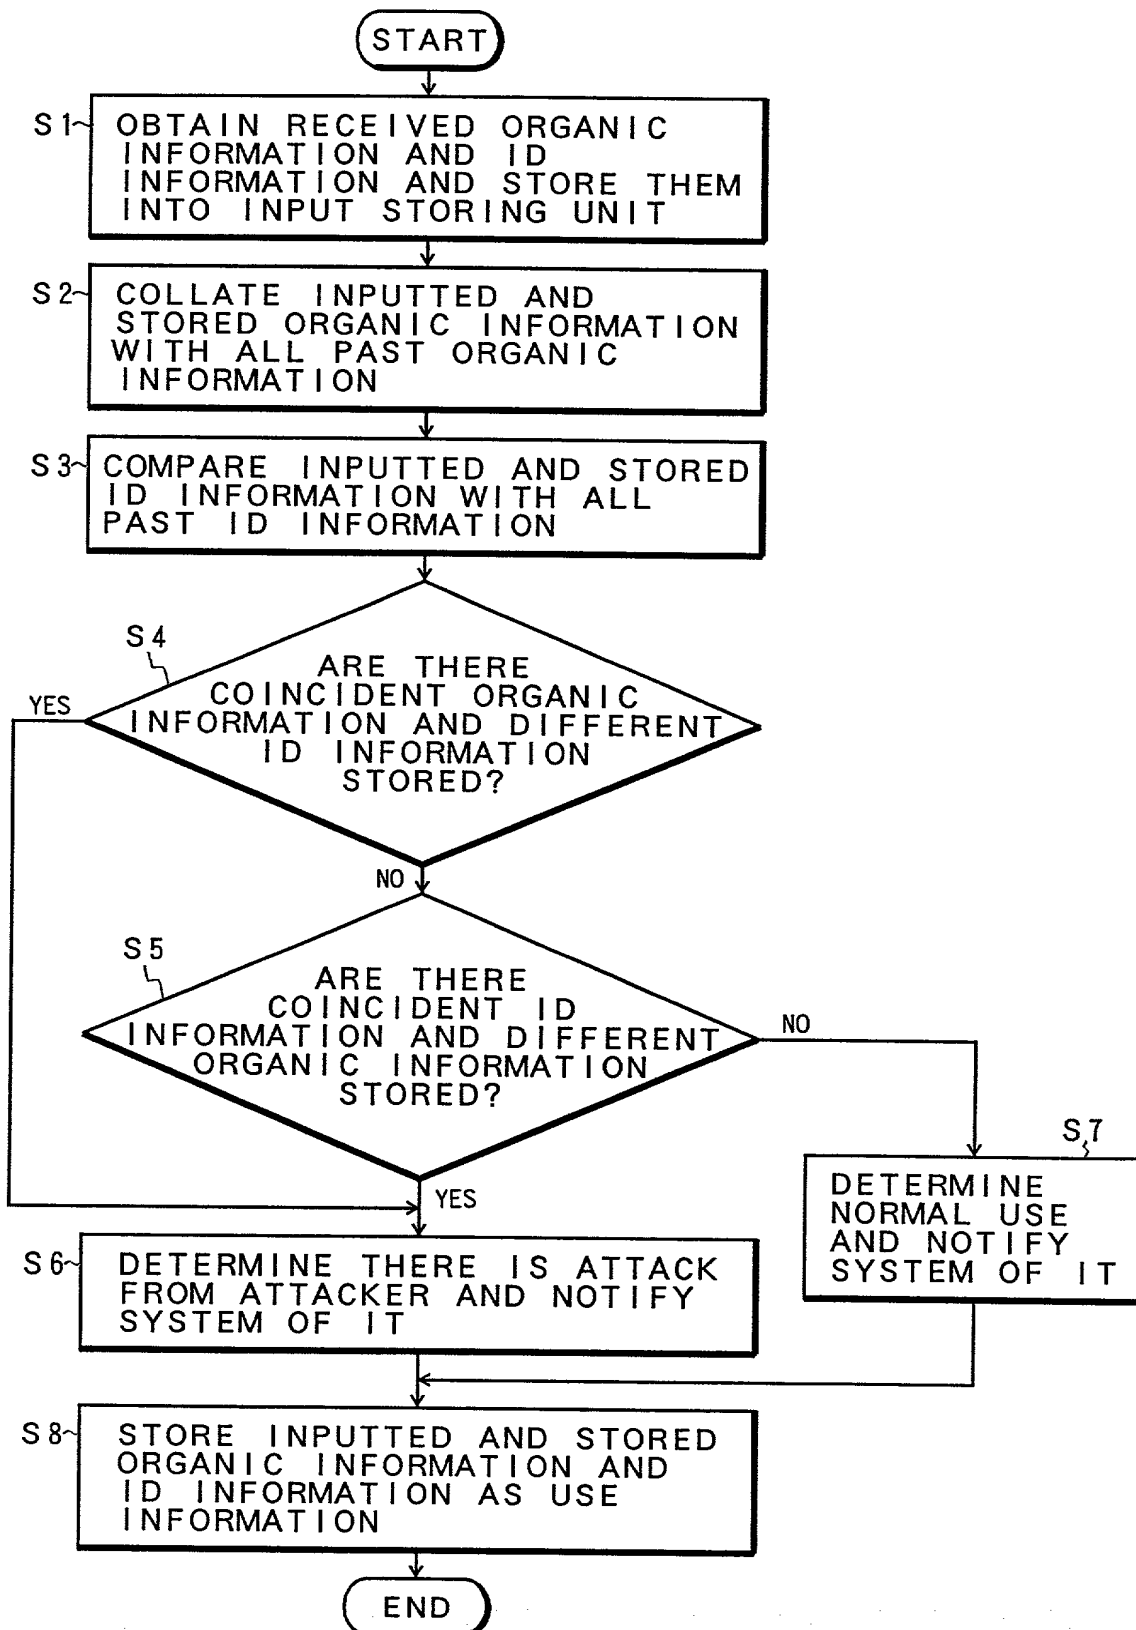 START
S1
OBTAIN RECEIVED ORGANIC
INFORMATION AND ID
INFORMATION AND STORE THEM
INTO INPUT STORING UNIT
S2
COLLATE INPUTTED AND
STORED ORGANIC INFORMATION
WITH ALL PAST ORGANIC
INFORMATION
S3
COMPARE INPUTTED AND STORED
ID INFORMATION WITH ALL
PAST ID INFORMATION
S4
ARE THERE
COINCIDENT ORGANIC
INFORMATION AND DIFFERENT
ID INFORMATION
STORED?
YES
NO
S5
ARE THERE
COINCIDENT ID
INFORMATION AND DIFFERENT
ORGANIC INFORMATION
STORED?
NO
YES
S7
DETERMINE
NORMAL USE
AND NOTIFY
SYSTEM OF IT
S6
DETERMINE THERE IS ATTACK
FROM ATTACKER AND NOTIFY
SYSTEM OF IT
S8
STORE INPUTTED AND STORED
ORGANIC INFORMATION AND
ID INFORMATION AS USE
INFORMATION
END